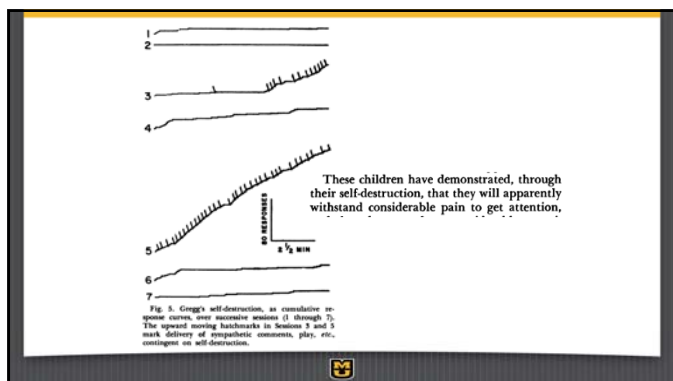 1
2
3
4
5
80 RESPONSES
2 ½ MIN
6
7
Fig. 5. Gregg's self-destruction, as cumulative re-
sponse curves, over successive sessions (1 through 7).
The upward moving hatchmarks in Sessions 3 and 5
mark delivery of sympathetic comments, play, etc.,
contingent on self-destruction.
These children have demonstrated, through
their self-destruction, that they will apparently
withstand considerable pain to get attention,